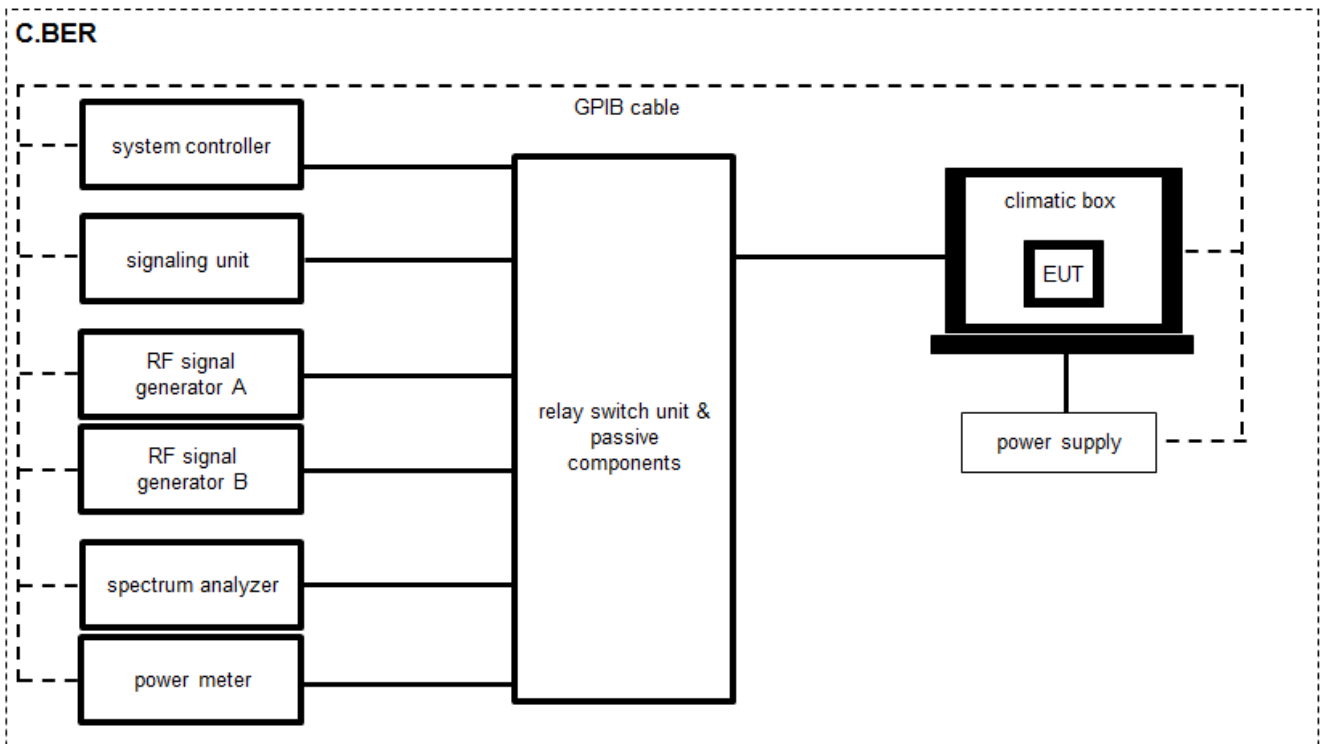 C.BER
GPIB cable
system controller
signaling unit
RF signal
generator A
RF signal
generator B
spectrum analyzer
power meter
relay switch unit &
passive
components
climatic box
EUT
power supply